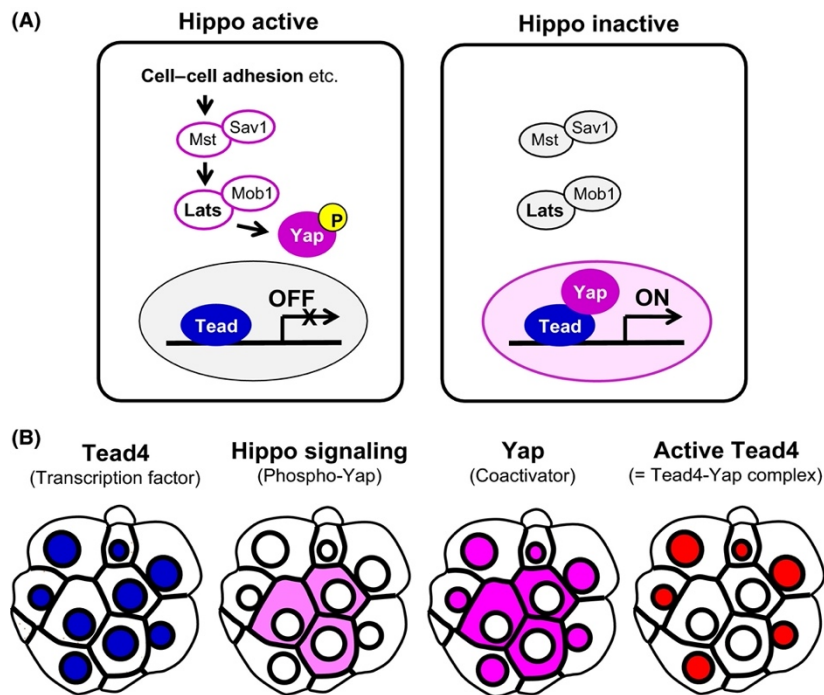 (A)
Hippo active
Cell–cell adhesion etc.
Mst
Sav1
Lats
Mob1
Yap
P
OFF
X
Tead
Hippo inactive
Mst
Sav1
Lats
Mob1
Yap
ON
Tead
(B)
Tead4
(Transcription factor)
Hippo signaling
(Phospho-Yap)
Yap
(Coactivator)
Active Tead4
(= Tead4-Yap complex)